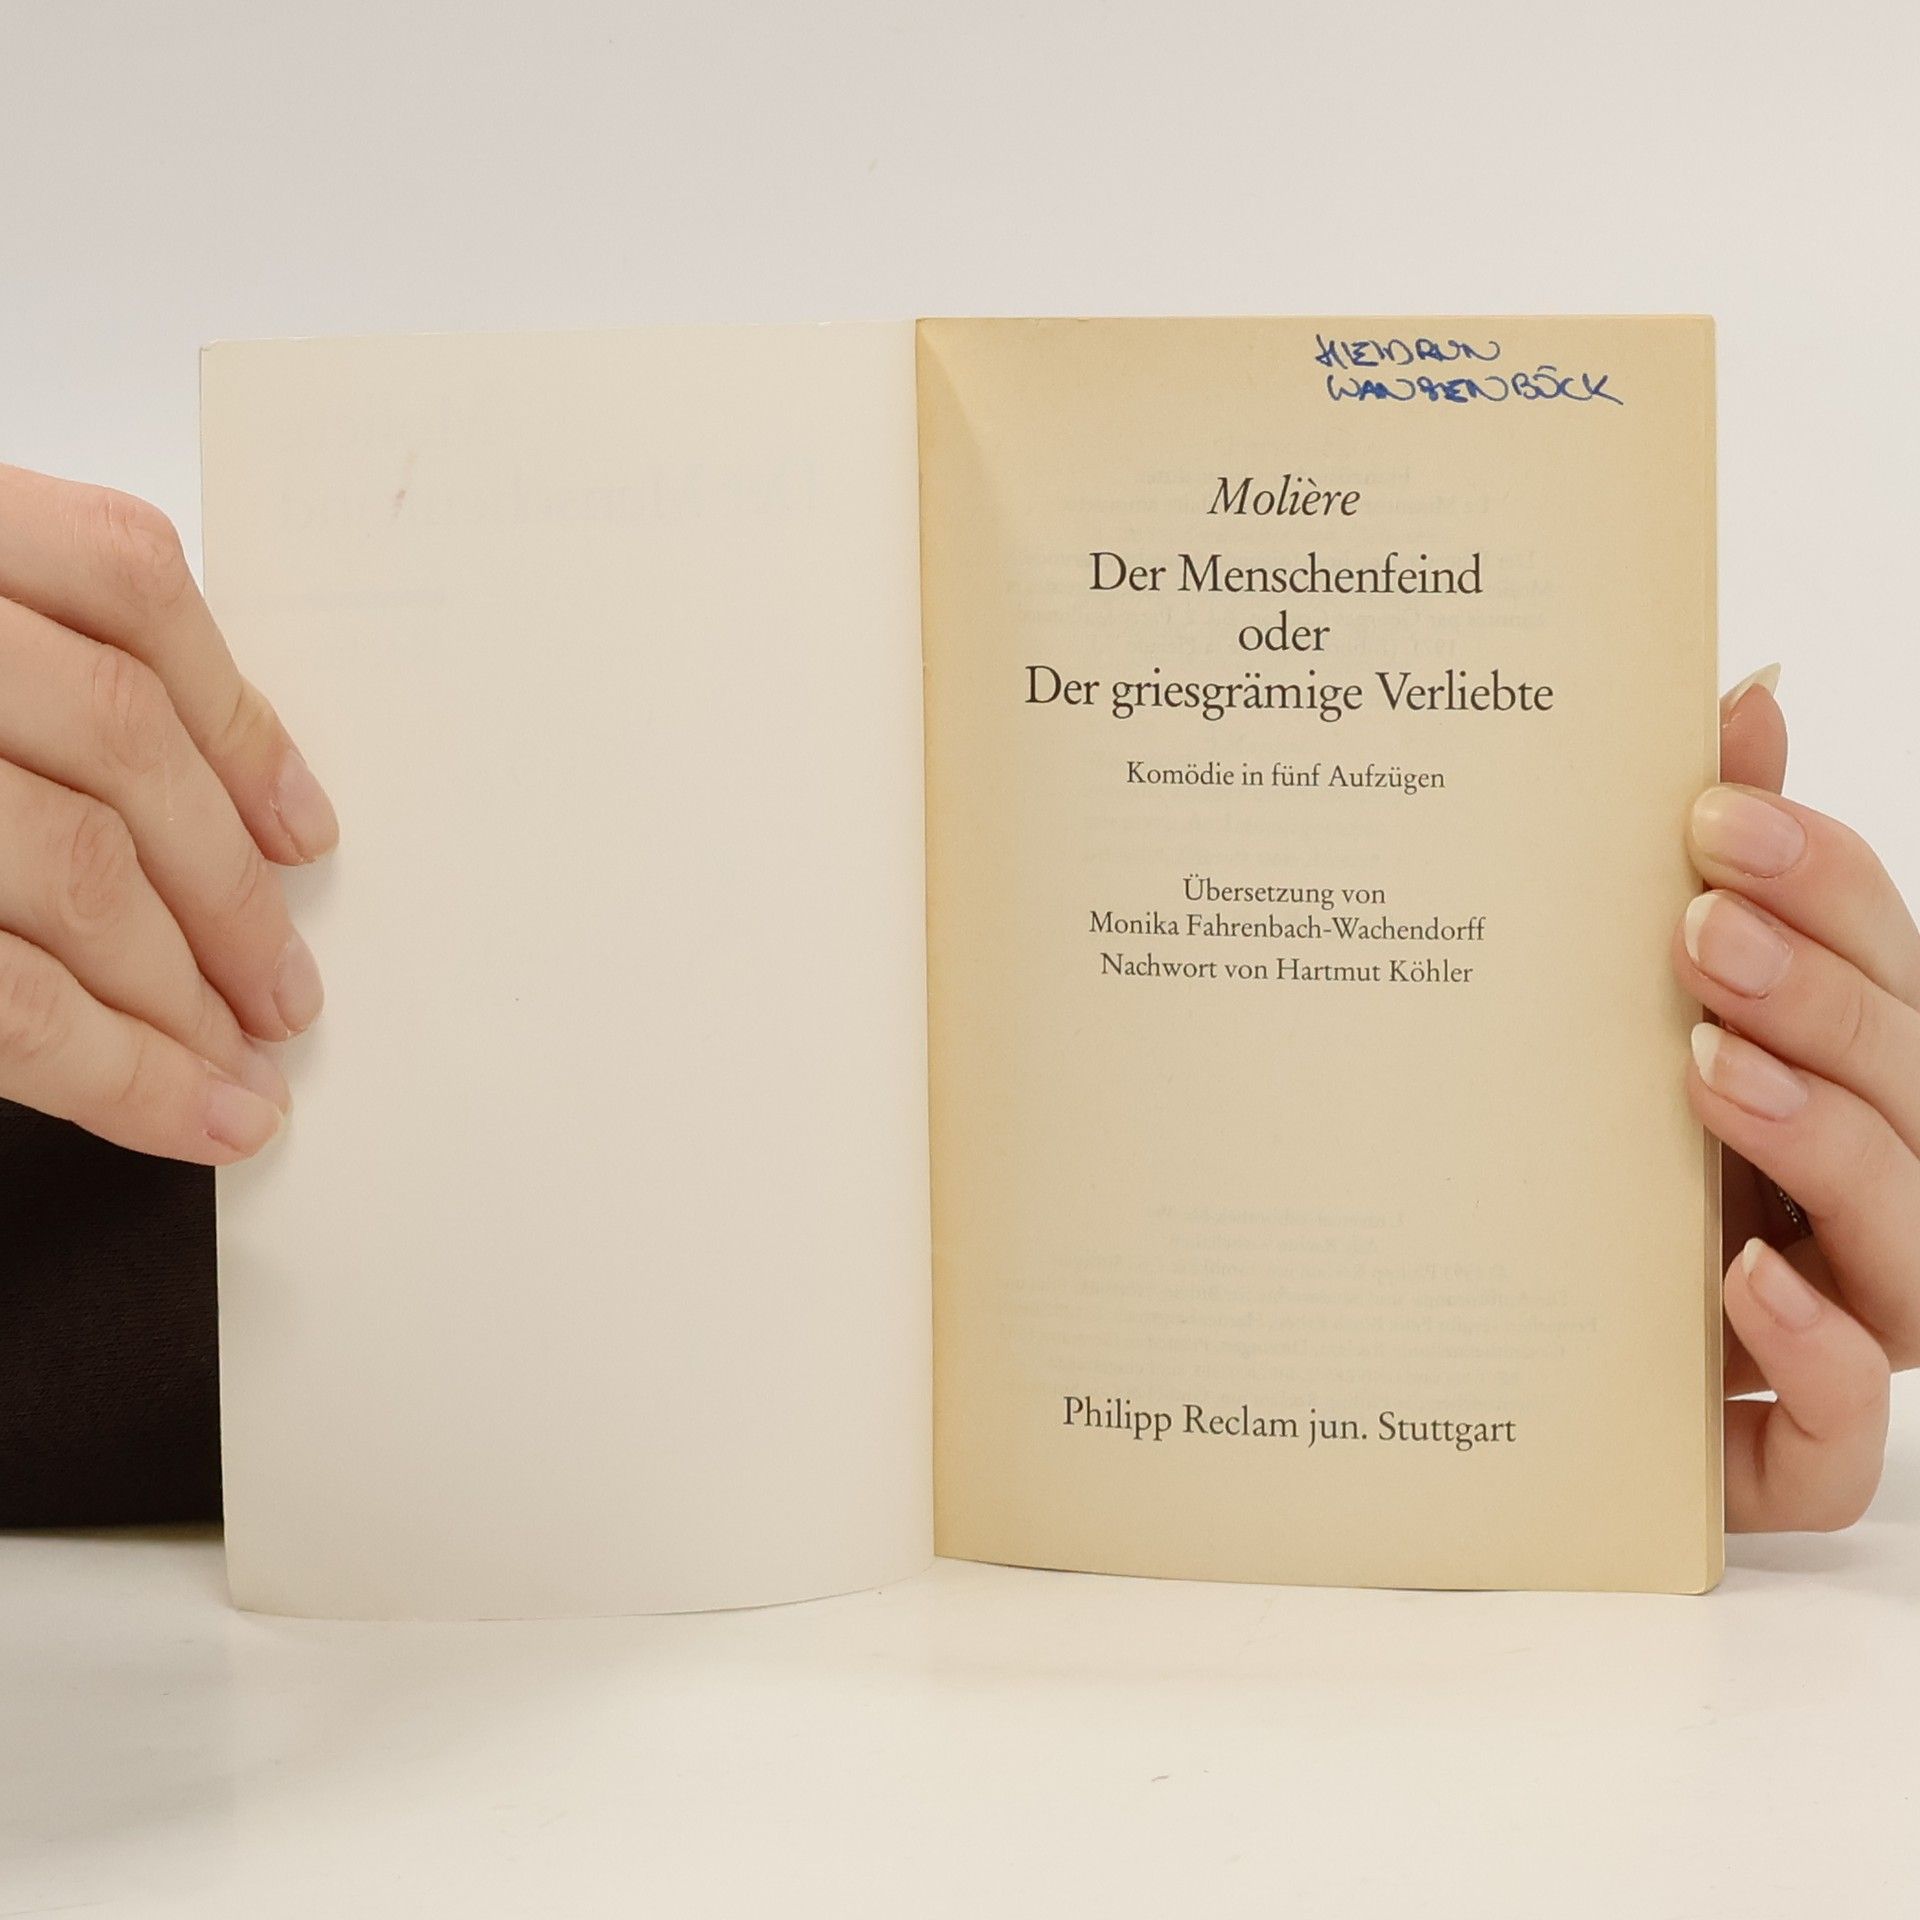 HEIDRUN
Molière
Der Menschenfeind
oder
Der griesgrämige Verliebte
Komödie in fünf Aufzügen
Übersetzung von
Monika Fahrenbach-Wachendorff
Nachwort von Hartmut Köhler
Philipp Reclam jun. Stuttgart